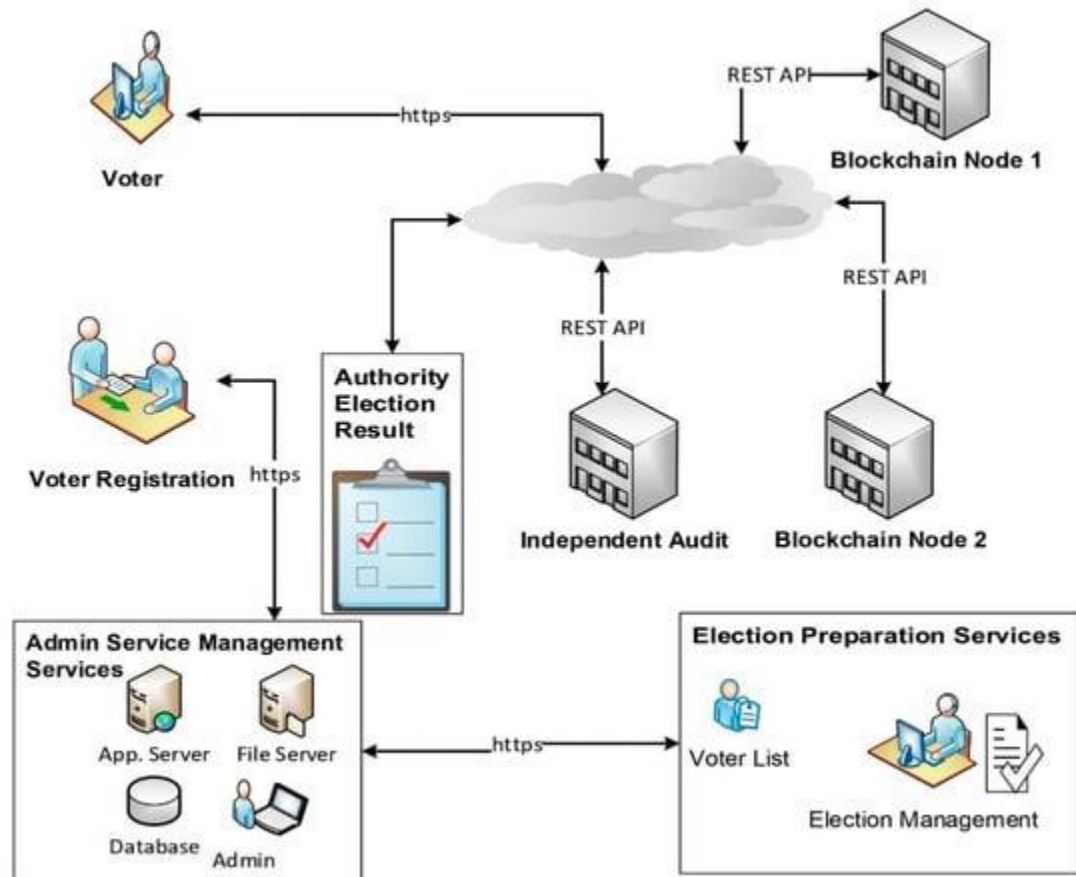 REST API
https
Blockchain Node 1
Voter
REST API
REST API
Authority
Election
Result
Voter Registration
https
Independent Audit
Blockchain Node 2
Admin Service Management
Services
App. Server
File Server
Database
Admin
https
Election Preparation Services
Voter List
Election Management